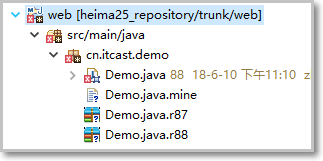 web [heima25_repository/trunk/web]
src/main/java
cn.itcast.demo
Demo.java 88 18-6-10 下午11:10 z
Demo.java.mine
Demo.java.r87
Demo.java.r88